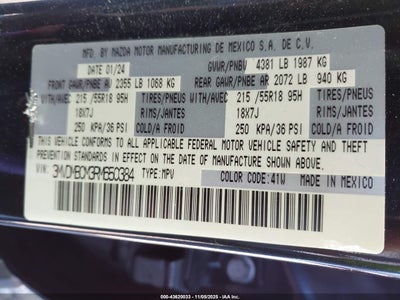 MFD. BY MAZDA MOTOR MANUFACTURING DE MEXICO S.A. DE C.V.
DATE 01/24 GVWR/PNBV 4381 LB 1987 KG
FRONT GAWR/PNBE AV 2355 LB 1068 KG REAR GAWR/PNBE AR 2072 LB 940 KG
WITH/AVEC 215 /55R18 95H TIRES/PNEUS WITH/AVEC 215 /55R18 95H TIRES/PNEUS
18X7J RIMS/JANTES 18X7J RIMS/JANTES
250 KPA/36 PSI COLD/A FROID 250 KPA/36 PSI COLD/A FROID
THIS VEHICLE CONFORMS TO ALL APPLICABLE FEDERAL MOTOR VEHICLE SAFETY AND THEFT
PREVENTION STANDARDS IN EFFECT ON THE DATE OF MANUFACTURE SHOWN ABOVE.
VIN: 3MVDMBCM3RM650384 TYPE: MPV COLOR CODE: 41W MADE IN MEXICO
000-43620033 — 11/05/2025 - IAA Inc.